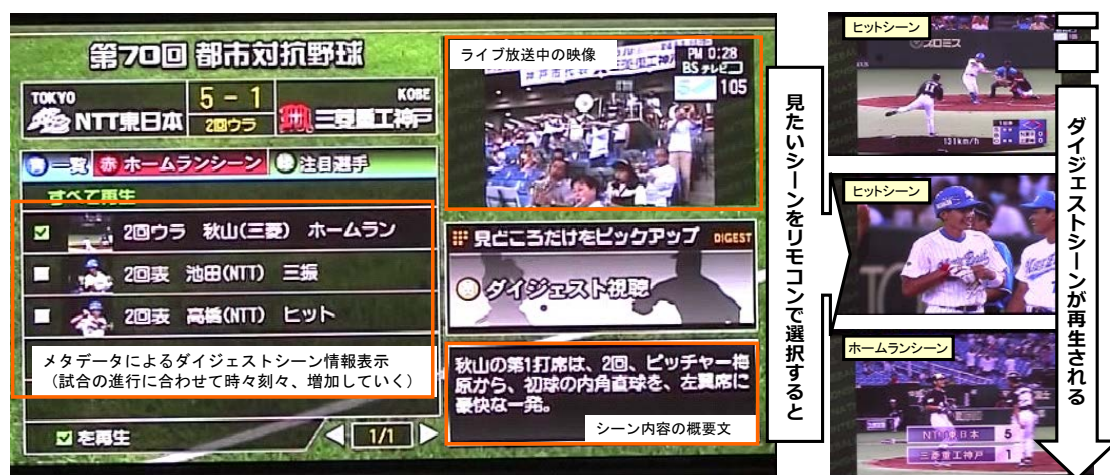 第70回 都市対抗野球
TOKYO
NTT東日本
5 - 1
2回ウラ
KOBE
三菱重工神戸
青 一覧
赤 ホームランシーン
緑 注目選手
すべて再生
2回ウラ 秋山(三菱) ホームラン
2回表 池田(NTT) 三振
2回表 高橋(NTT) ヒット
メタデータによるダイジェストシーン情報表示
(試合の進行に合わせて時々刻々、増加していく)
を再生
1/1
ライブ放送中の映像
PM 0:28
BS テレビ
105
見どころだけをピックアップ DIGEST
ダイジェスト視聴
秋山の第1打席は、2回、ピッチャー梅
原から、初球の内角直球を、左翼席に
豪快な一発。
シーン内容の概要文
見たいシーンをリモコンで選択すると
ヒットシーン
プロミス
131km/h
ヒットシーン
ホームランシーン
NTT東日本 5
三菱重工神戸 1
ダイジェストシーンが再生される